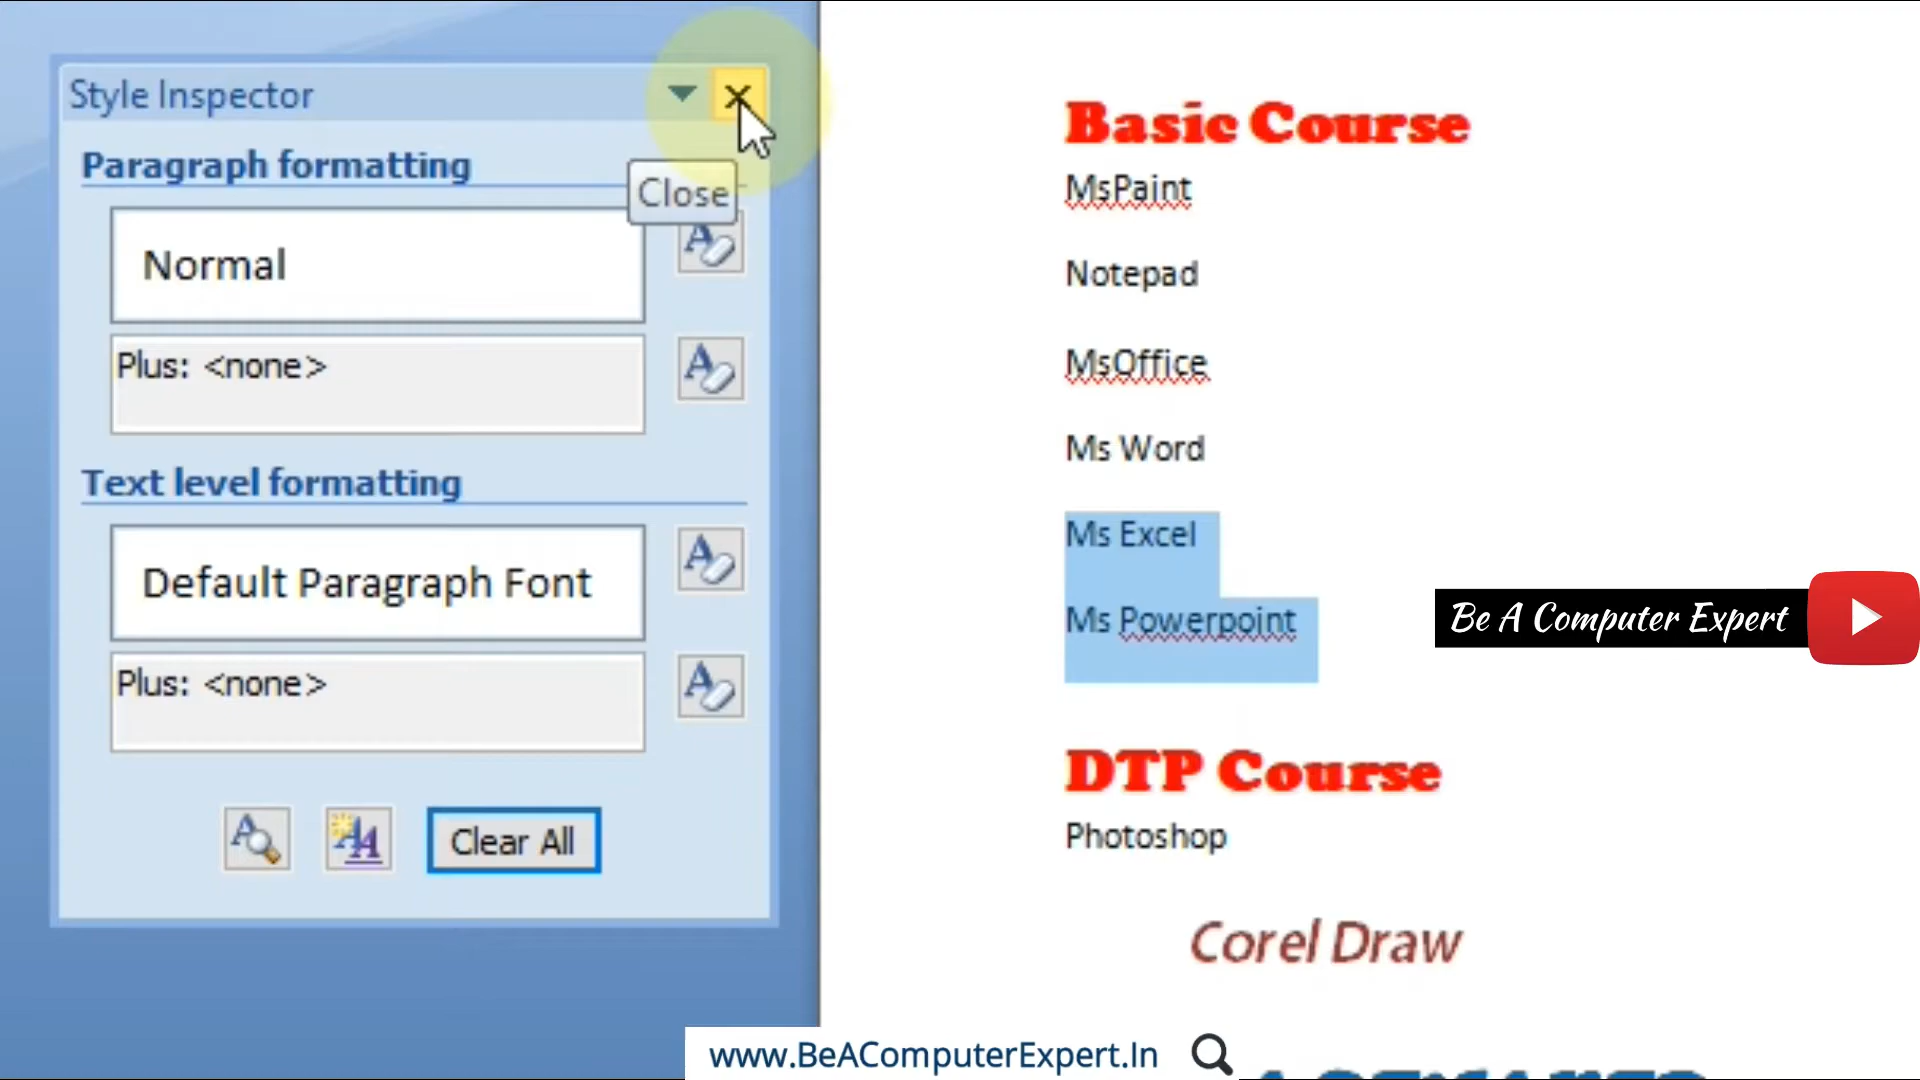 Style Inspector
Close
Paragraph formatting
Normal
Plus: <none>
Text level formatting
Default Paragraph Font
Plus: <none>
Clear All
Basic Course
MsPaint
Notepad
MsOffice
Ms Word
Ms Excel
Ms Powerpoint
DTP Course
Photoshop
Corel Draw
Be A Computer Expert
www.BeAComputerExpert.In